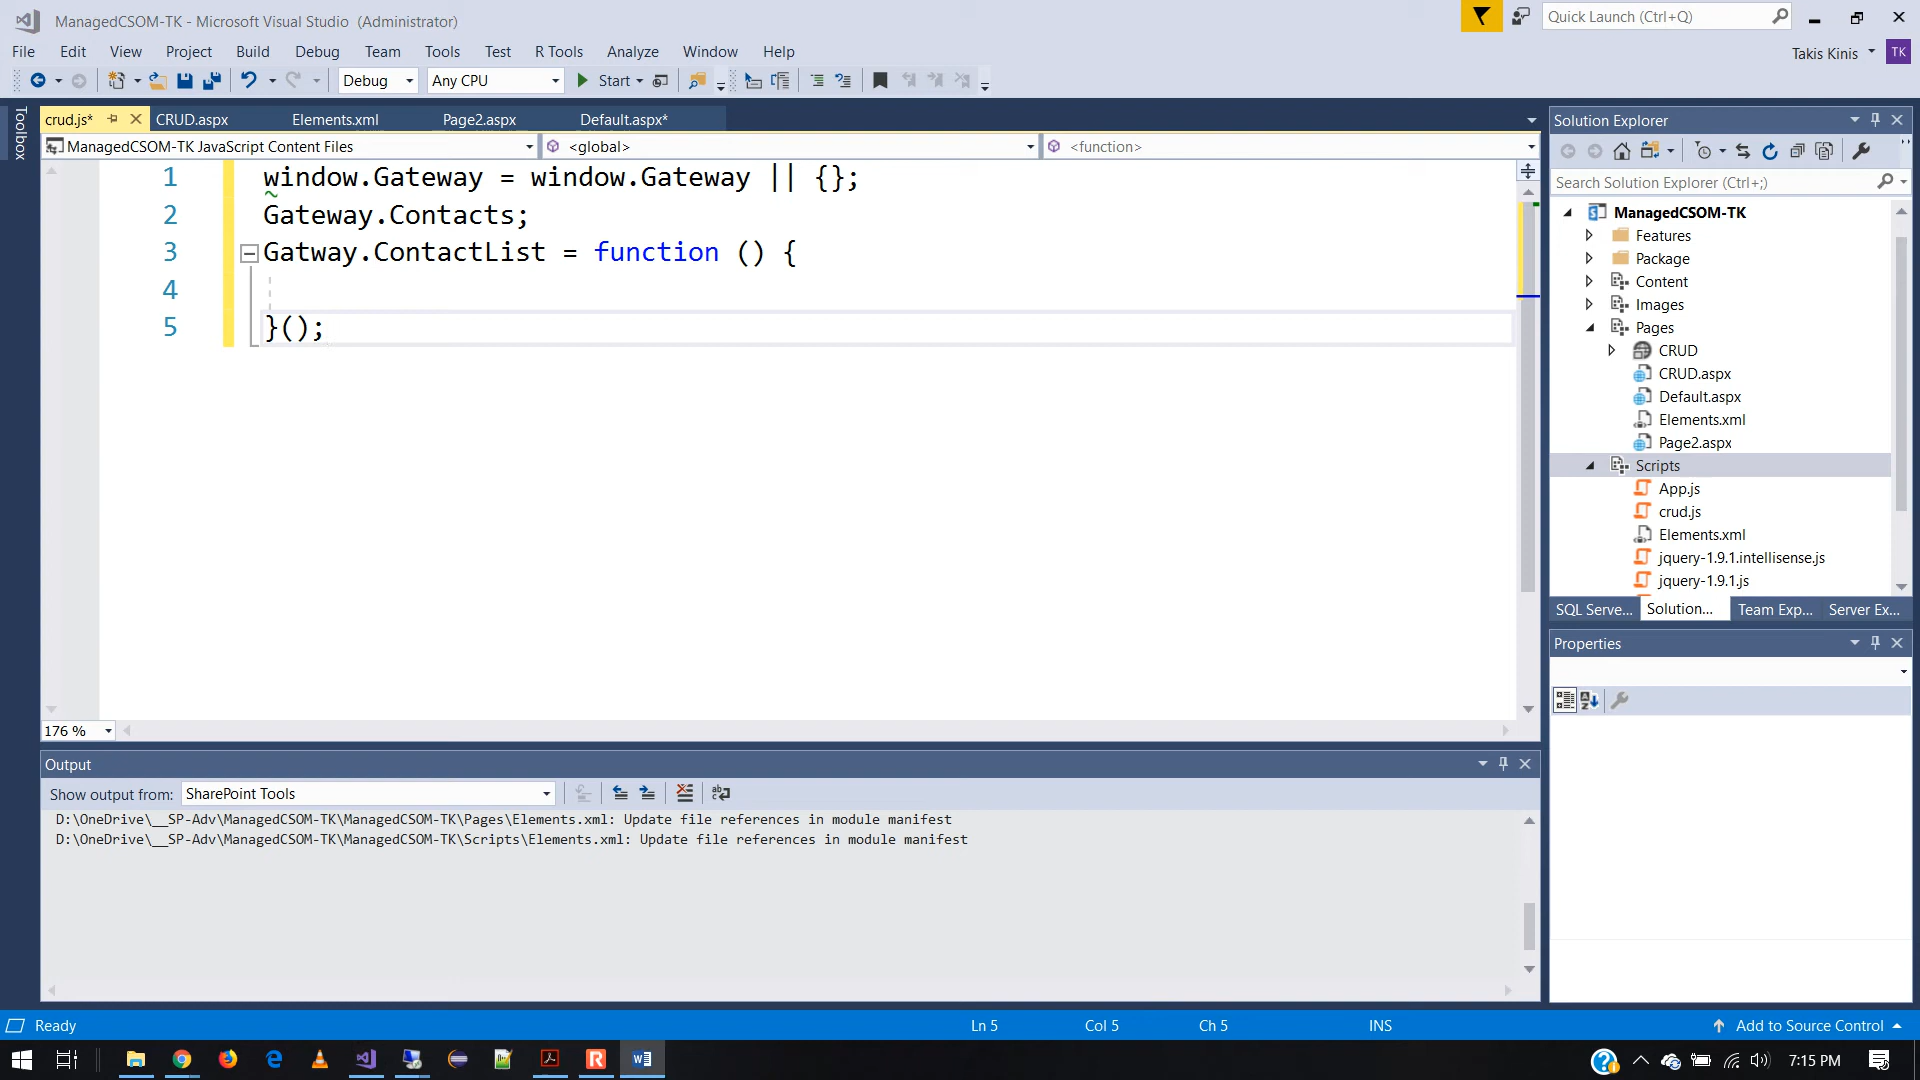 ManagedCSOM-TK - Microsoft Visual Studio (Administrator)
Quick Launch (Ctrl+Q)
File Edit View Project Build Debug Team Tools Test R Tools Analyze Window Help
Takis Kinis
TK
Debug
Any CPU
Start
Toolbox
crud.js* CRUD.aspx Elements.xml Page2.aspx Default.aspx*
ManagedCSOM-TK JavaScript Content Files
<global>
<function>
1 window.Gateway = window.Gateway || {};
2 Gateway.Contacts;
3 Gatway.ContactList = function () {
4
5 }();
176 %
Output
Show output from: SharePoint Tools
D:\OneDrive\__SP-Adv\ManagedCSOM-TK\ManagedCSOM-TK\Pages\Elements.xml: Update file references in module manifest
D:\OneDrive\__SP-Adv\ManagedCSOM-TK\ManagedCSOM-TK\Scripts\Elements.xml: Update file references in module manifest
Solution Explorer
Search Solution Explorer (Ctrl+;)
ManagedCSOM-TK
Features
Package
Content
Images
Pages
CRUD
CRUD.aspx
Default.aspx
Elements.xml
Page2.aspx
Scripts
App.js
crud.js
Elements.xml
jquery-1.9.1.intellisense.js
jquery-1.9.1.js
SQL Serve... Solution... Team Exp... Server Ex...
Properties
Ready
Ln 5
Col 5
Ch 5
INS
Add to Source Control
7:15 PM